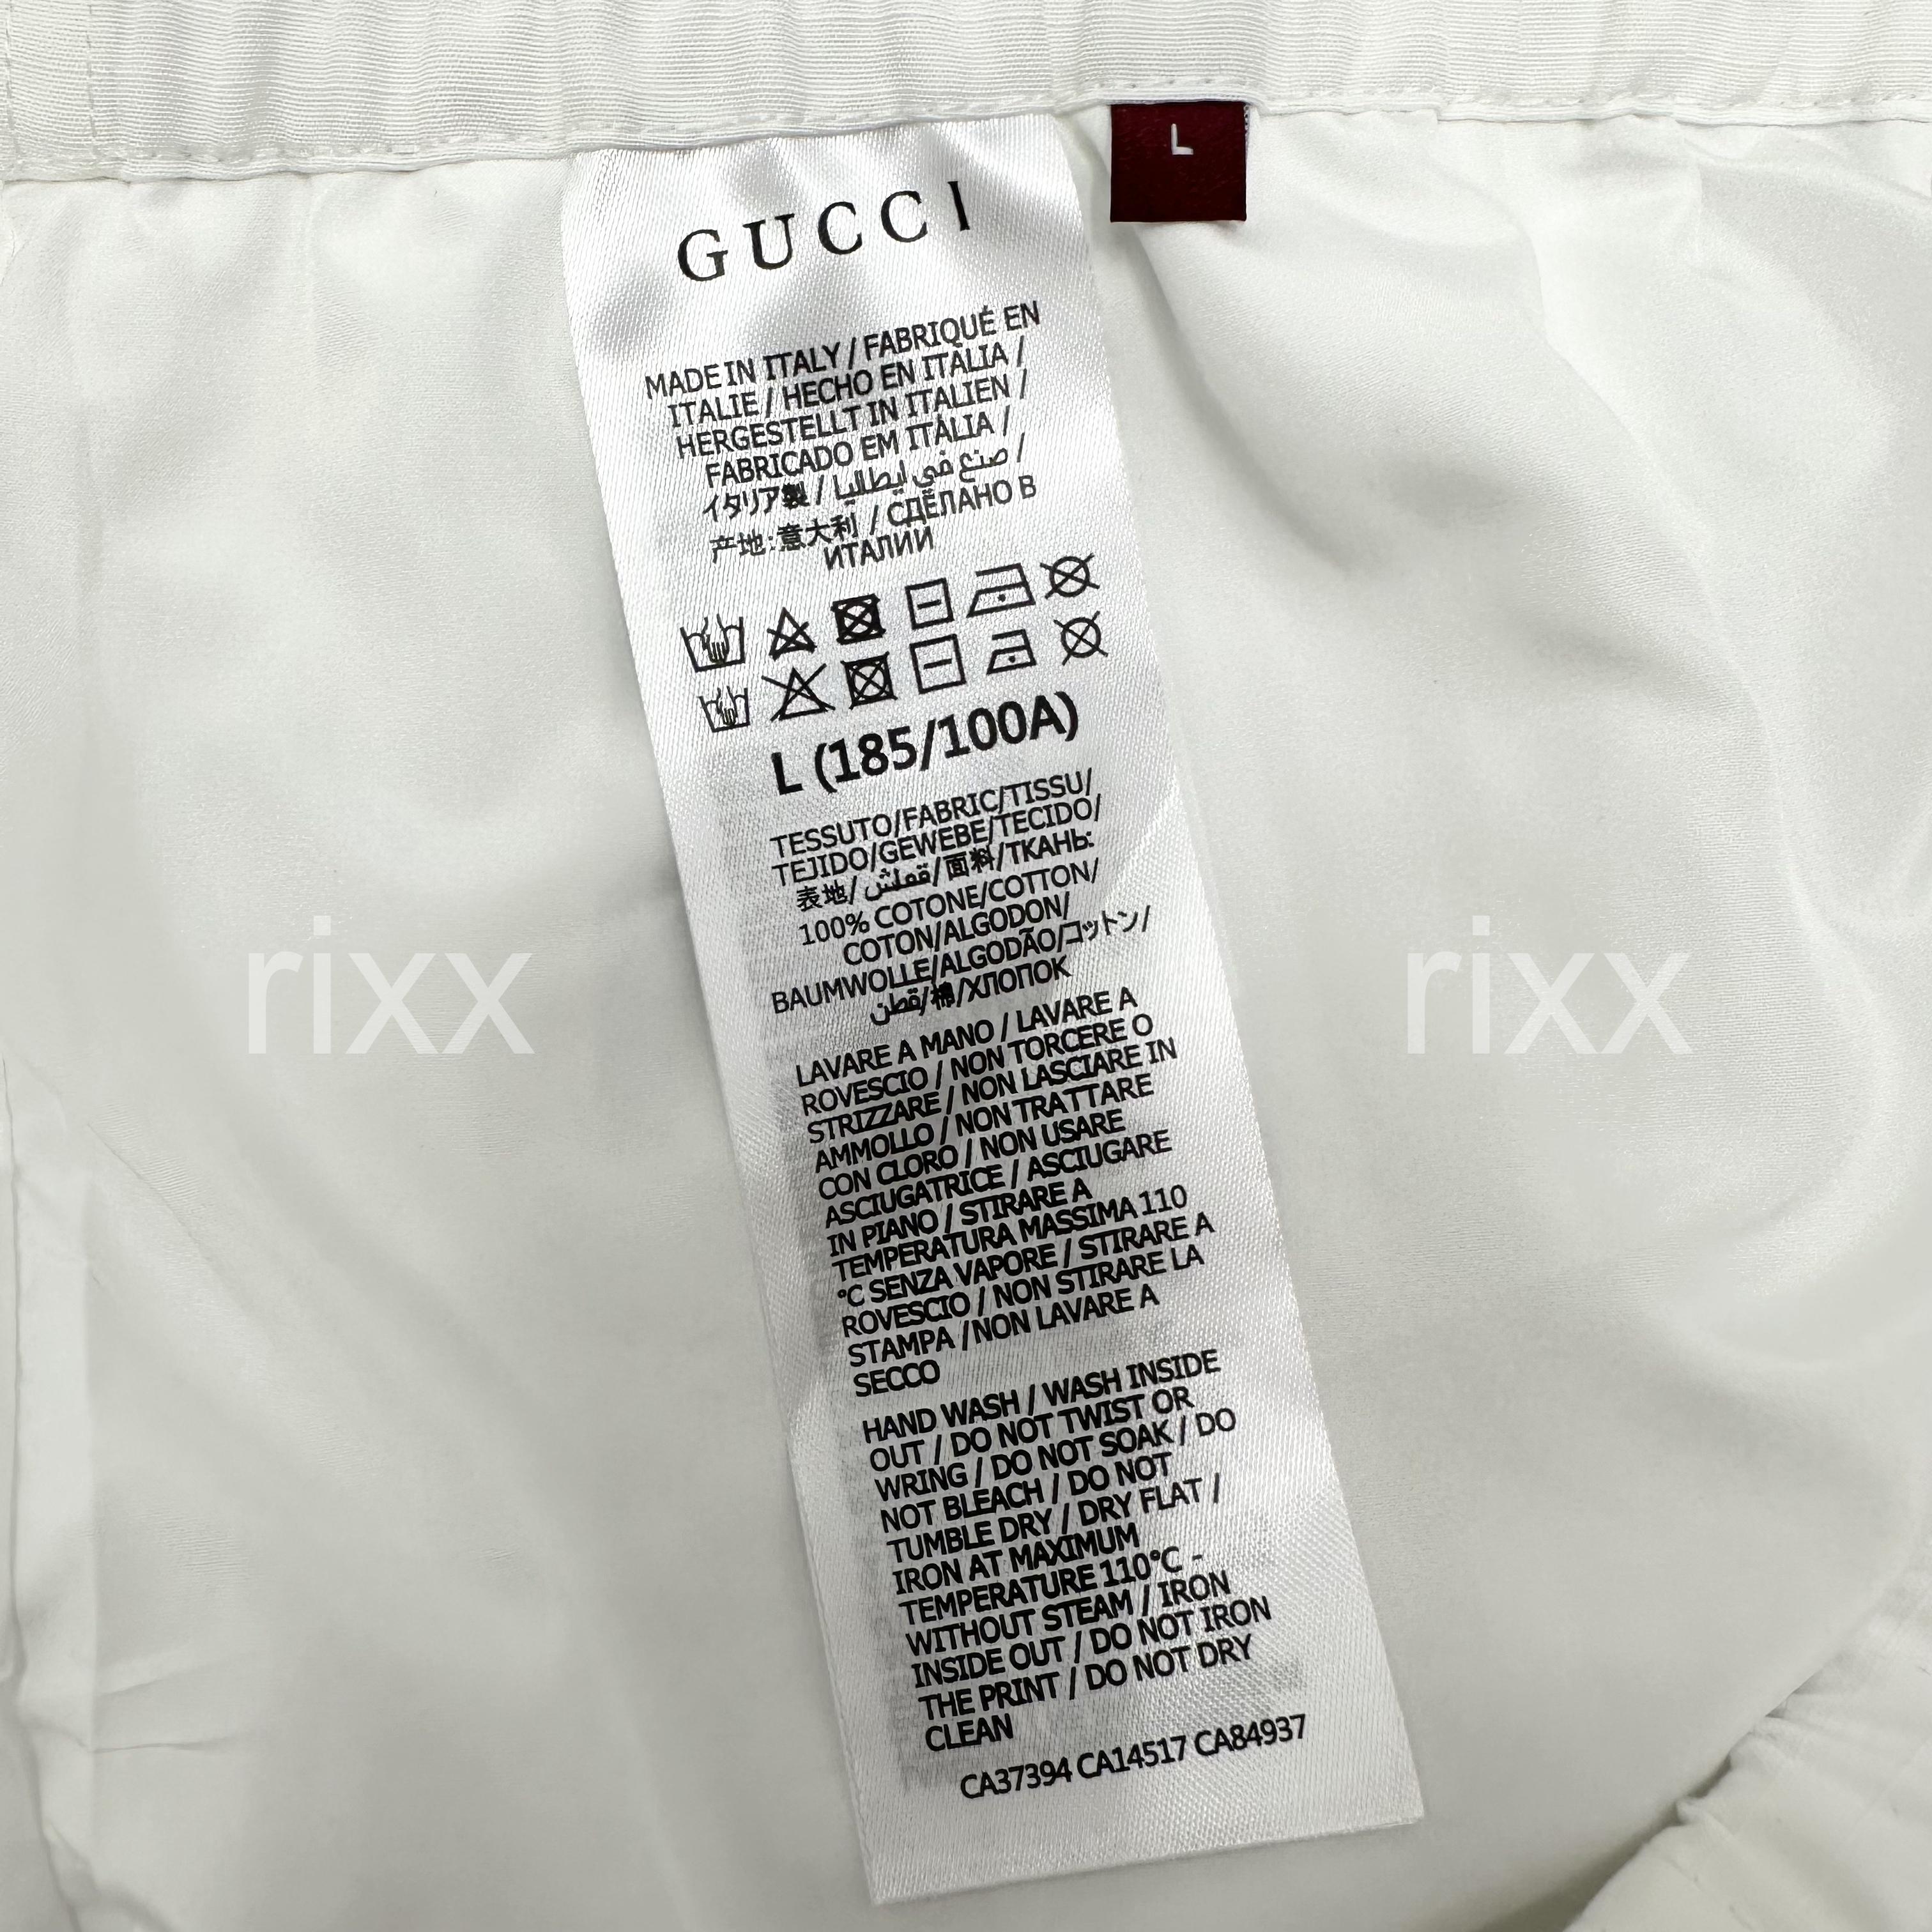 L
GUCCI
MADE IN ITALY / FABRIQUÉ EN
ITALIE / HECHO EN ITALIA /
HERGESTELLT IN ITALIEN /
FABRICADO EM ITÁLIA /
イタリア製 / صنع في ايطاليا /
产地:意大利 / СДЕЛАНО В
ИТАЛИИ
L (185/100A)
TESSUTO/FABRIC/TISSU/
TEJIDO/GEWEBE/TECIDO/
表地/قماش/面料/ТКАНЬ:
100% COTONE/COTTON/
COTON/ALGODON/
BAUMWOLLE/ALGODÃO/コットン/
قطن/棉/ХЛОПОК
LAVARE A MANO / LAVARE A
ROVESCIO / NON TORCERE O
STRIZZARE / NON LASCIARE IN
AMMOLLO / NON TRATTARE
CON CLORO / NON USARE
ASCIUGATRICE / ASCIUGARE
IN PIANO / STIRARE A
TEMPERATURA MASSIMA 110
°C SENZA VAPORE / STIRARE A
ROVESCIO / NON STIRARE LA
STAMPA /NON LAVARE A
SECCO
HAND WASH / WASH INSIDE
OUT / DO NOT TWIST OR
WRING / DO NOT SOAK / DO
NOT BLEACH / DO NOT
TUMBLE DRY / DRY FLAT /
IRON AT MAXIMUM
TEMPERATURE 110°C -
WITHOUT STEAM / IRON
INSIDE OUT / DO NOT IRON
THE PRINT / DO NOT DRY
CLEAN
CA37394 CA14517 CA84937
rixx
rixx